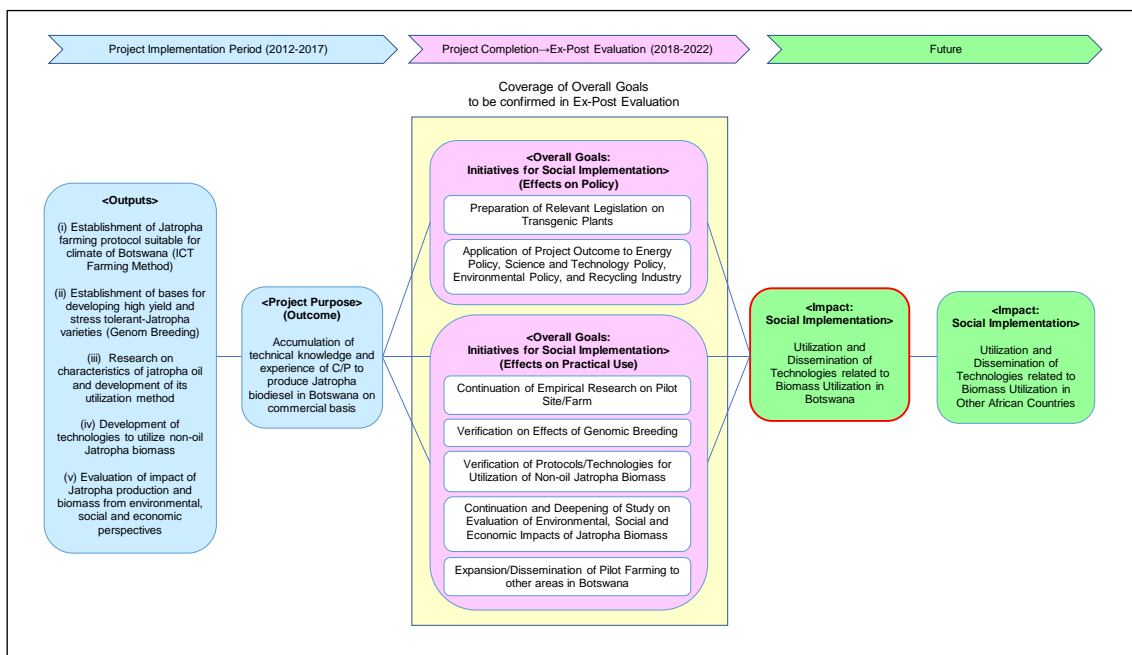 Project Implementation Period (2012-2017)
Project Completion→Ex-Post Evaluation (2018-2022)
Future
Coverage of Overall Goals
to be confirmed in Ex-Post Evaluation
<Outputs>
(i) Establishment of Jatropha
farming protocol suitable for
climate of Botswana (ICT
Farming Method)
(ii) Establishment of bases for
developing high yield and
stress tolerant-Jatropha
varieties (Genom Breeding)
(iii) Research on
characteristics of jatropha oil
and development of its
utilization method
(iv) Development of
technologies to utilize non-oil
Jatropha biomass
(v) Evaluation of impact of
Jatropha production and
biomass from environmental,
social and economic
perspectives
<Project Purpose>
(Outcome)
Accumulation of
technical knowledge and
experience of C/P to
produce Jatropha
biodiesel in Botswana on
commercial basis
<Overall Goals:
Initiatives for Social Implementation>
(Effects on Policy)
Preparation of Relevant Legislation on
Transgenic Plants
Application of Project Outcome to Energy
Policy, Science and Technology Policy,
Environmental Policy, and Recycling Industry
<Overall Goals:
Initiatives for Social Implementation>
(Effects on Practical Use)
Continuation of Empirical Research on Pilot
Site/Farm
Verification on Effects of Genomic Breeding
Verification of Protocols/Technologies for
Utilization of Non-oil Jatropha Biomass
Continuation and Deepening of Study on
Evaluation of Environmental, Social and
Economic Impacts of Jatropha Biomass
Expansion/Dissemination of Pilot Farming to
other areas in Botswana
<Impact:
Social Implementation>
Utilization and
Dissemination of
Technologies related to
Biomass Utilization in
Botswana
<Impact:
Social Implementation>
Utilization and
Dissemination of
Technologies related to
Biomass Utilization in
Other African Countries